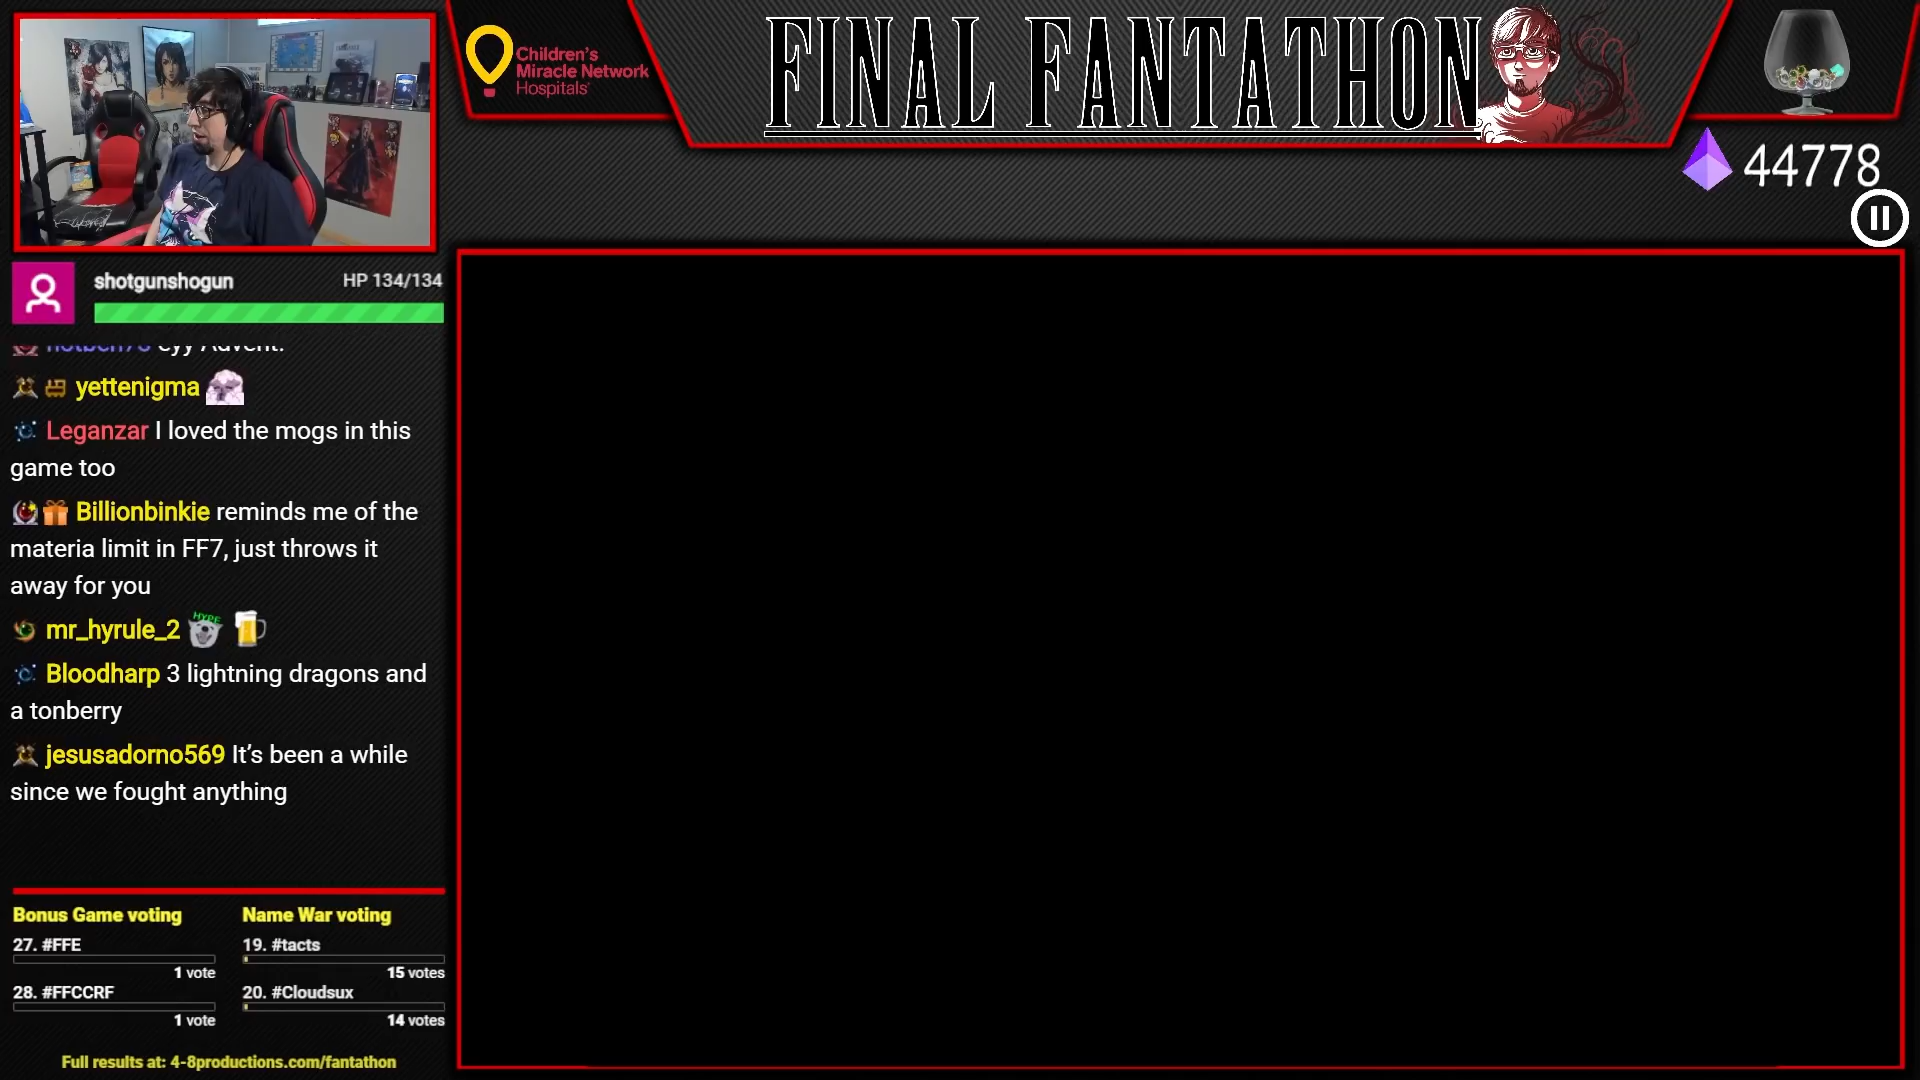 Children's
Miracle Network
Hospitals
FINAL FANTATHON
44778
shotgunshogun
HP 134/134
yettenigma
Leganzar I loved the mogs in this
game too
Billionbinkie reminds me of the
materia limit in FF7, just throws it
away for you
mr_hyrule_2
HYPE
Bloodharp 3 lightning dragons and
a tonberry
jesusadorno569 It’s been a while
since we fought anything
Bonus Game voting
27. #FFE
1 vote
28. #FFCCRF
1 vote
Name War voting
19. #tacts
15 votes
20. #Cloudsux
14 votes
Full results at: 4-8productions.com/fantathon